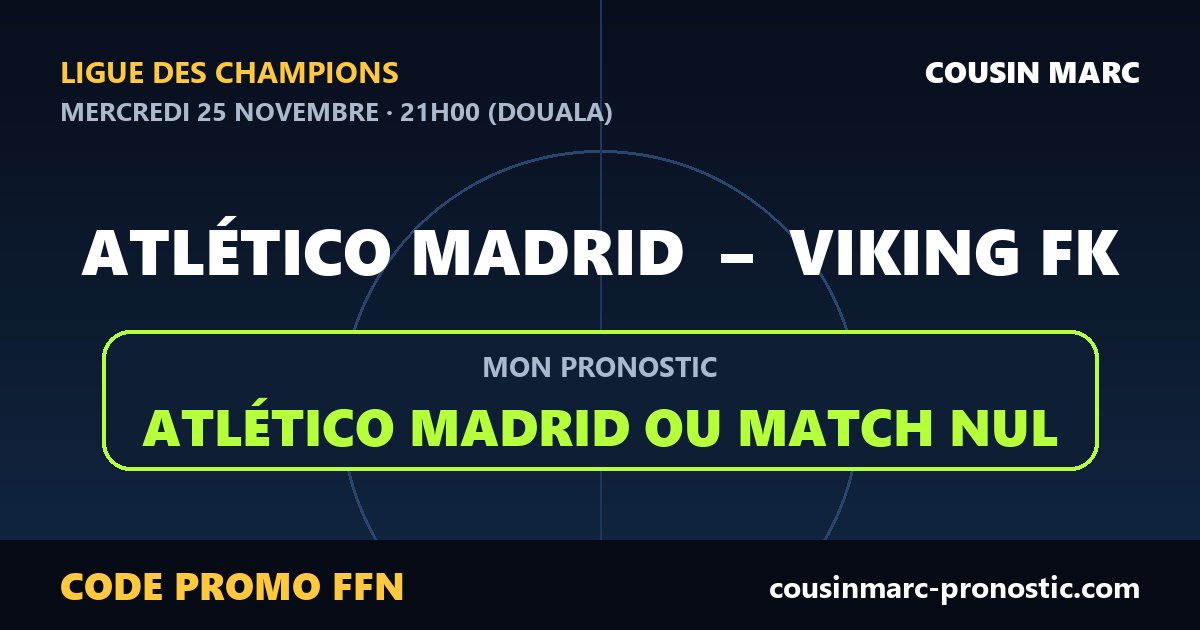 LIGUE DES CHAMPIONS
COUSIN MARC
MERCREDI 25 NOVEMBRE · 21H00 (DOUALA)
ATLÉTICO MADRID – VIKING FK
MON PRONOSTIC
ATLÉTICO MADRID OU MATCH NUL
CODE PROMO FFN
cousinmarc-pronostic.com